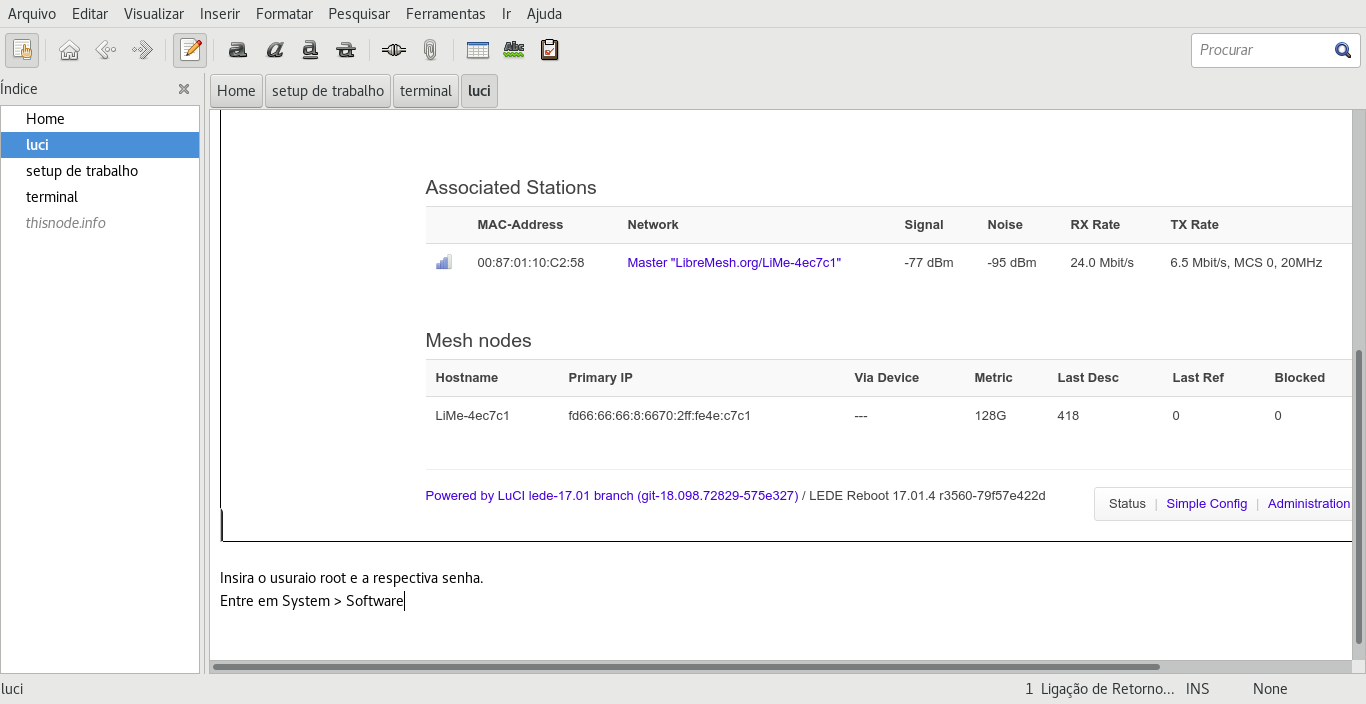 Arquivo Editar Visualizar Inserir Formatar Pesquisar Ferramentas Ir Ajuda
a a a a Abc Procurar
Índice
Home setup de trabalho terminal luci
Home
luci
setup de trabalho
terminal
thisnode.info
Associated Stations
MAC-Address Network Signal Noise RX Rate TX Rate
00:87:01:10:C2:58 Master "LibreMesh.org/LiMe-4ec7c1" -77 dBm -95 dBm 24.0 Mbit/s 6.5 Mbit/s, MCS 0, 20MHz
Mesh nodes
Hostname Primary IP Via Device Metric Last Desc Last Ref Blocked
LiMe-4ec7c1 fd66:66:66:8:6670:2ff:fe4e:c7c1 --- 128G 418 0 0
Powered by LuCI lede-17.01 branch (git-18.098.72829-575e327) / LEDE Reboot 17.01.4 r3560-79f57e422d
Status | Simple Config | Administration
Insira o usuraio root e a respectiva senha.
Entre em System > Software
luci 1 Ligação de Retorno... INS None